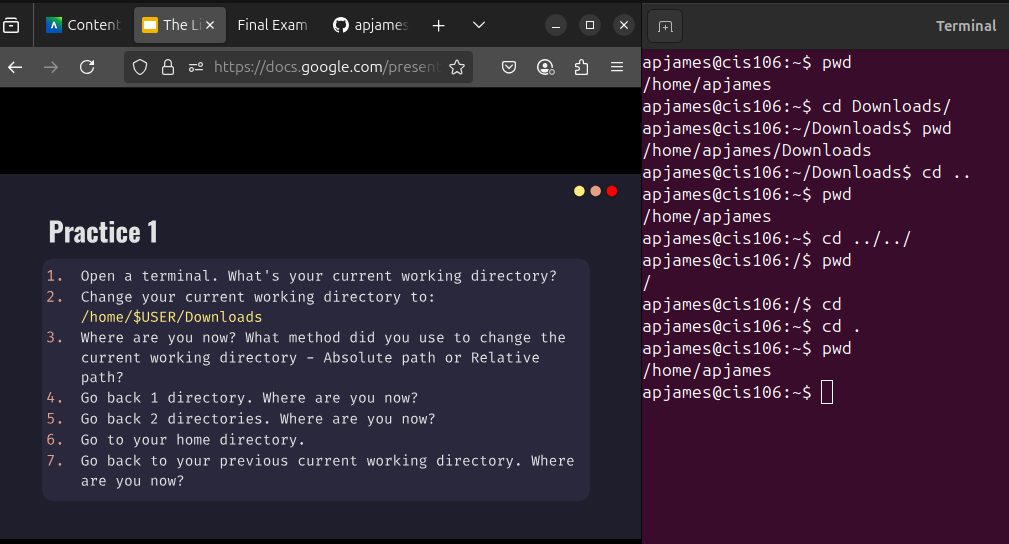 Content
The Li
Final Exam
apjames
https://docs.google.com/present
Practice 1
1. Open a terminal. What's your current working directory?
2. Change your current working directory to:
/home/$USER/Downloads
3. Where are you now? What method did you use to change the
current working directory - Absolute path or Relative
path?
4. Go back 1 directory. Where are you now?
5. Go back 2 directories. Where are you now?
6. Go to your home directory.
7. Go back to your previous current working directory. Where
are you now?
Terminal
apjames@cis106:~$ pwd
/home/apjames
apjames@cis106:~$ cd Downloads/
apjames@cis106:~/Downloads$ pwd
/home/apjames/Downloads
apjames@cis106:~/Downloads$ cd ..
apjames@cis106:~$ pwd
/home/apjames
apjames@cis106:~$ cd ../../
apjames@cis106:/$ pwd
/
apjames@cis106:/$ cd
apjames@cis106:~$ cd .
apjames@cis106:~$ pwd
/home/apjames
apjames@cis106:~$